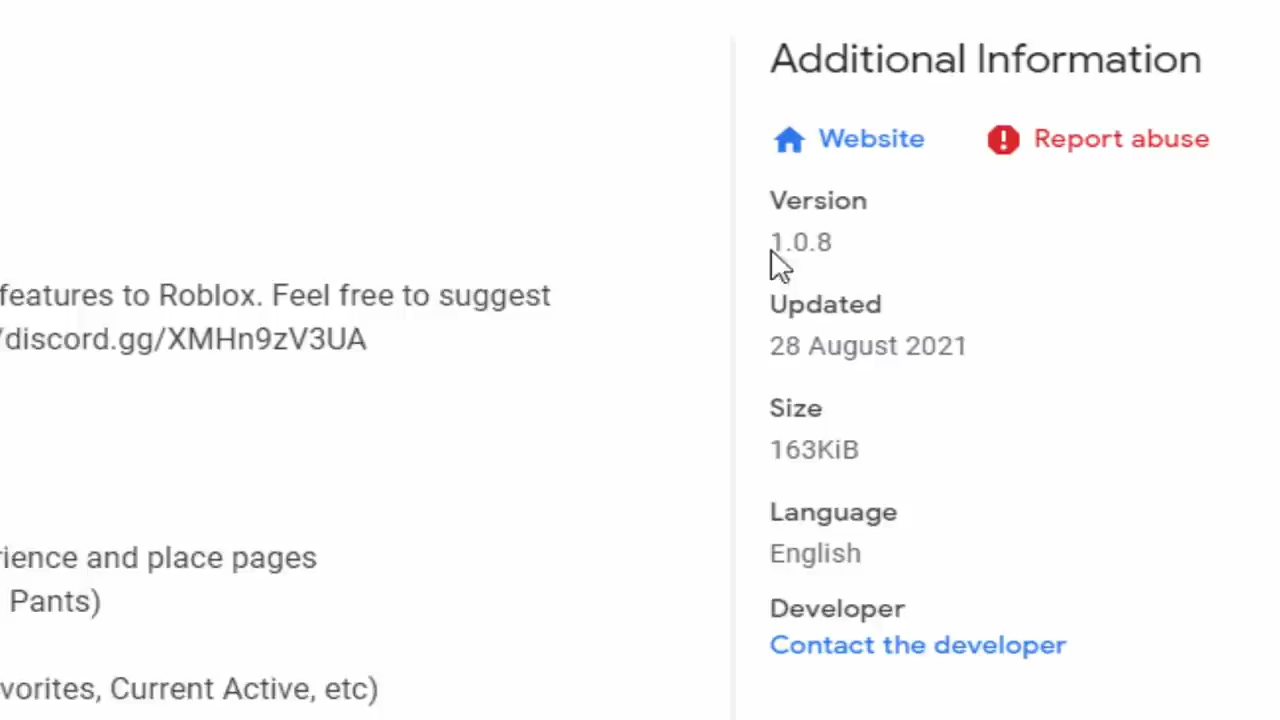 features to Roblox. Feel free to suggest
/discord.gg/XMHn9zV3UA
rience and place pages
Pants)
vorites, Current Active, etc)
Additional Information
Website
Report abuse
Version
1.0.8
Updated
28 August 2021
Size
163KiB
Language
English
Developer
Contact the developer